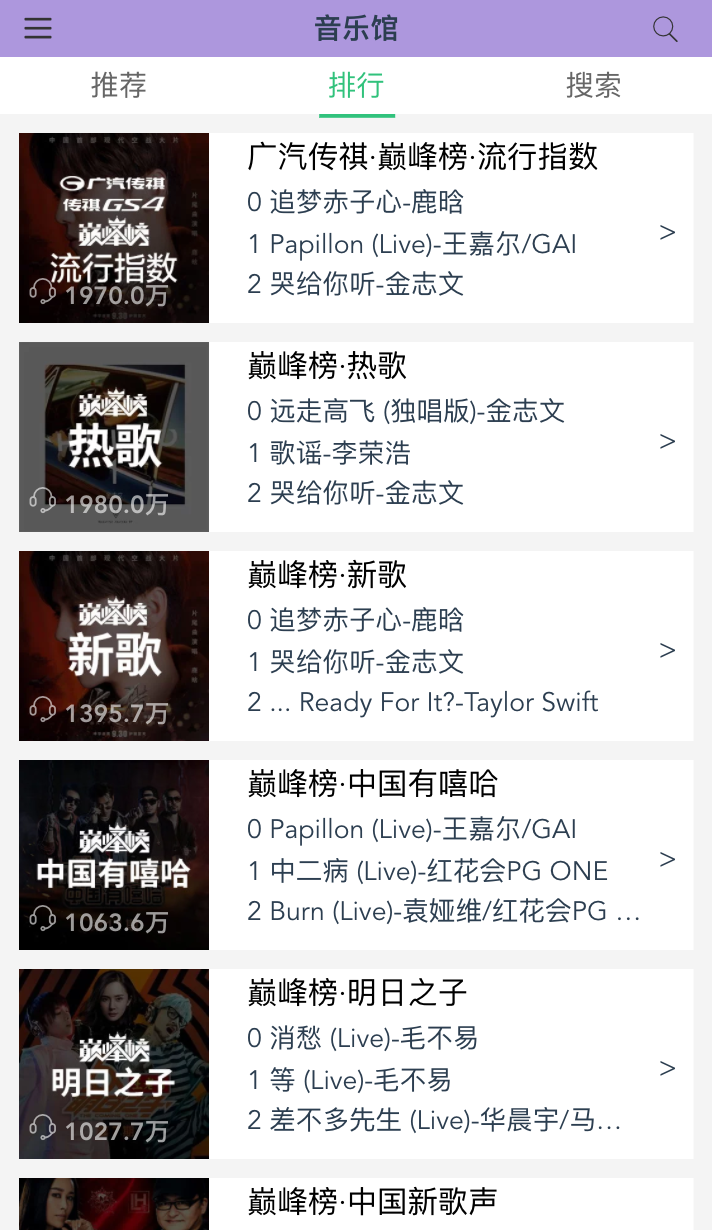 音乐馆
推荐
排行
搜索
广汽传祺
传祺GS4
巅峰榜
流行指数
1970.0万
广汽传祺·巅峰榜·流行指数
0 追梦赤子心-鹿晗
1 Papillon (Live)-王嘉尔/GAI
2 哭给你听-金志文
>
巅峰榜
热歌
1980.0万
巅峰榜·热歌
0 远走高飞 (独唱版)-金志文
1 歌谣-李荣浩
2 哭给你听-金志文
>
巅峰榜
新歌
1395.7万
巅峰榜·新歌
0 追梦赤子心-鹿晗
1 哭给你听-金志文
2 ... Ready For It?-Taylor Swift
>
巅峰榜
中国有嘻哈
1063.6万
巅峰榜·中国有嘻哈
0 Papillon (Live)-王嘉尔/GAI
1 中二病 (Live)-红花会PG ONE
2 Burn (Live)-袁娅维/红花会PG …
>
巅峰榜
明日之子
1027.7万
巅峰榜·明日之子
0 消愁 (Live)-毛不易
1 等 (Live)-毛不易
2 差不多先生 (Live)-华晨宇/马…
>
巅峰榜·中国新歌声